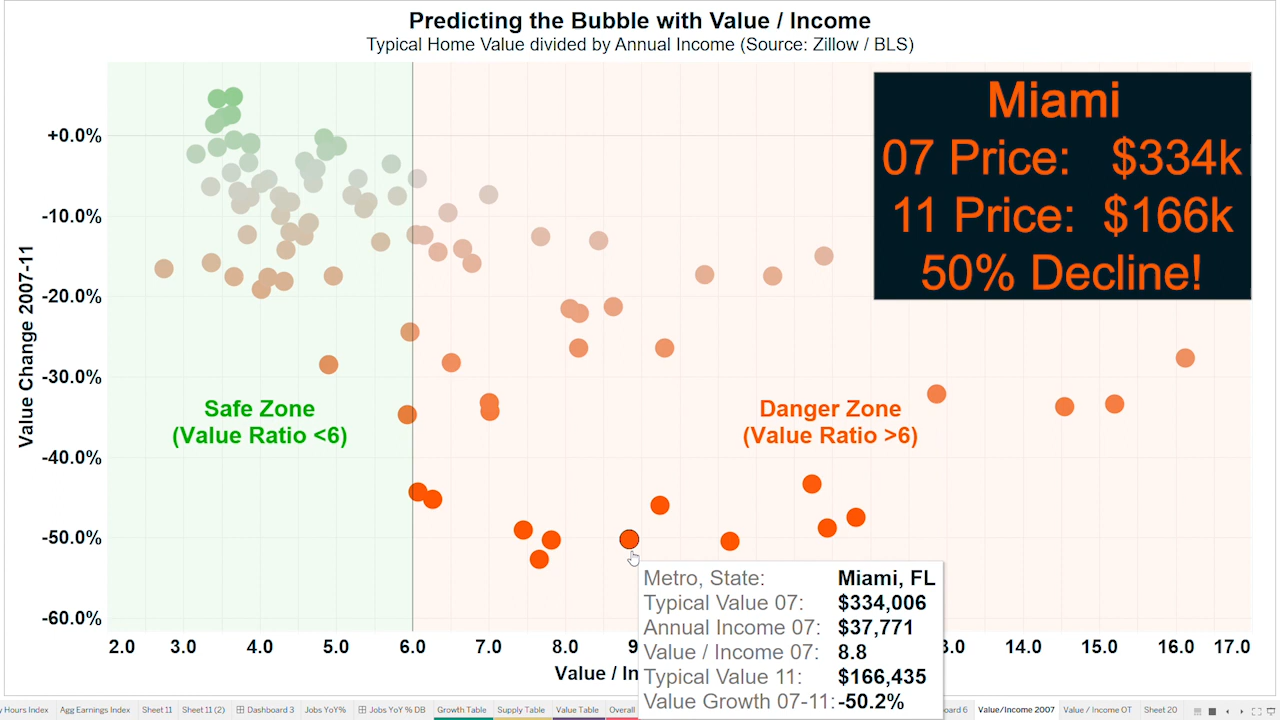 Predicting the Bubble with Value / Income
Typical Home Value divided by Annual Income (Source: Zillow / BLS)
Miami
07 Price: $334k
11 Price: $166k
50% Decline!
Value Change 2007-11
+0.0%
-10.0%
-20.0%
-30.0%
-40.0%
-50.0%
-60.0%
Safe Zone
(Value Ratio <6)
Danger Zone
(Value Ratio >6)
Metro, State: Miami, FL
Typical Value 07: $334,006
Annual Income 07: $37,771
Value / Income 07: 8.8
Typical Value 11: $166,435
Value Growth 07-11: -50.2%
2.0 3.0 4.0 5.0 6.0 7.0 8.0 9 3.0 14.0 15.0 16.0 17.0
Value / In
y Hours Index Agg Earnings Index Sheet 11 Sheet 11 (2) Dashboard 3 Jobs YoY% Jobs YoY % DB Growth Table Supply Table Value Table Overall oard 6 Value/Income 2007 Value / Income OT Sheet 20